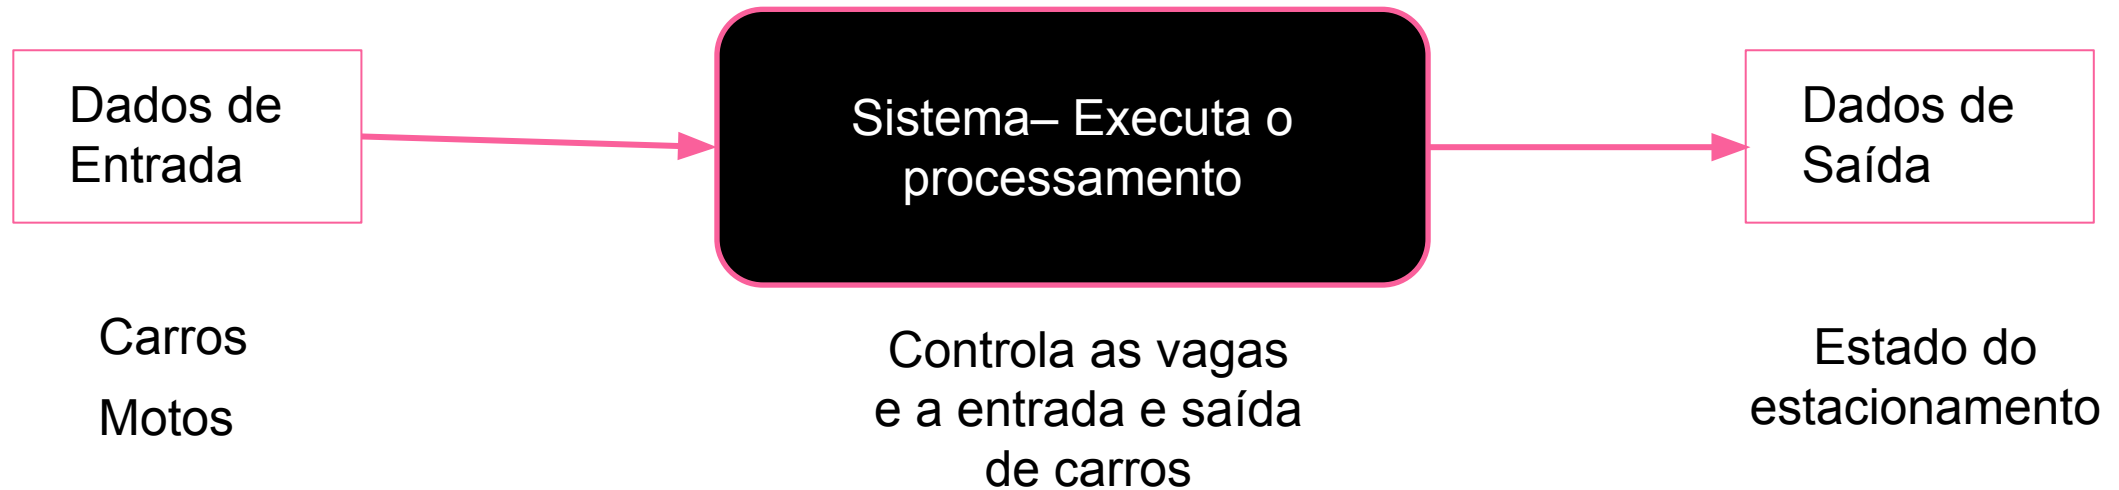 Dados de
Entrada
Sistema– Executa o
processamento
Dados de
Saída
Carros
Motos
Controla as vagas
e a entrada e saída
de carros
Estado do
estacionamento